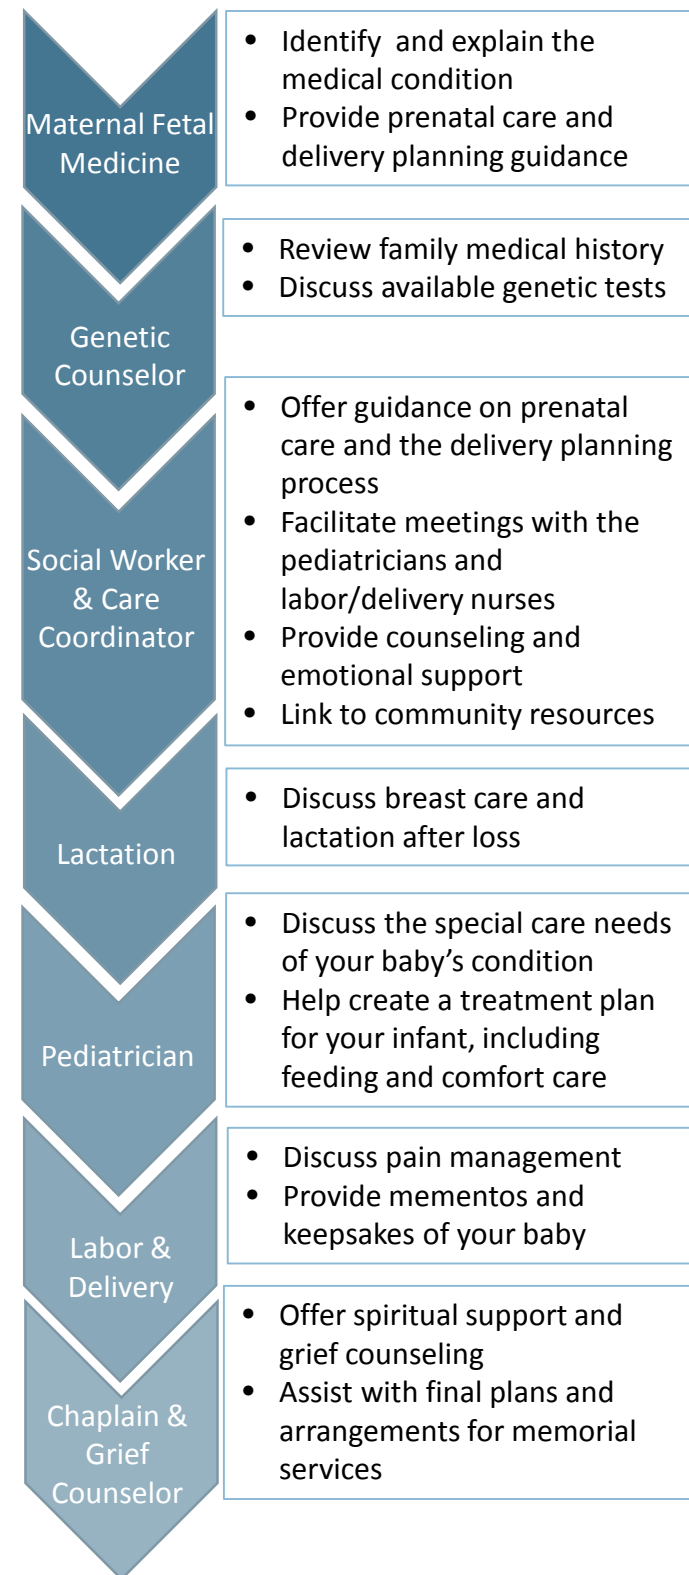 Maternal Fetal
Medicine
• Identify and explain the
medical condition
• Provide prenatal care and
delivery planning guidance
Genetic
Counselor
• Review family medical history
• Discuss available genetic tests
Social Worker
& Care
Coordinator
• Offer guidance on prenatal
care and the delivery planning
process
• Facilitate meetings with the
pediatricians and
labor/delivery nurses
• Provide counseling and
emotional support
• Link to community resources
Lactation
• Discuss breast care and
lactation after loss
Pediatrician
• Discuss the special care needs
of your baby’s condition
• Help create a treatment plan
for your infant, including
feeding and comfort care
Labor &
Delivery
• Discuss pain management
• Provide mementos and
keepsakes of your baby
Chaplain &
Grief
Counselor
• Offer spiritual support and
grief counseling
• Assist with final plans and
arrangements for memorial
services